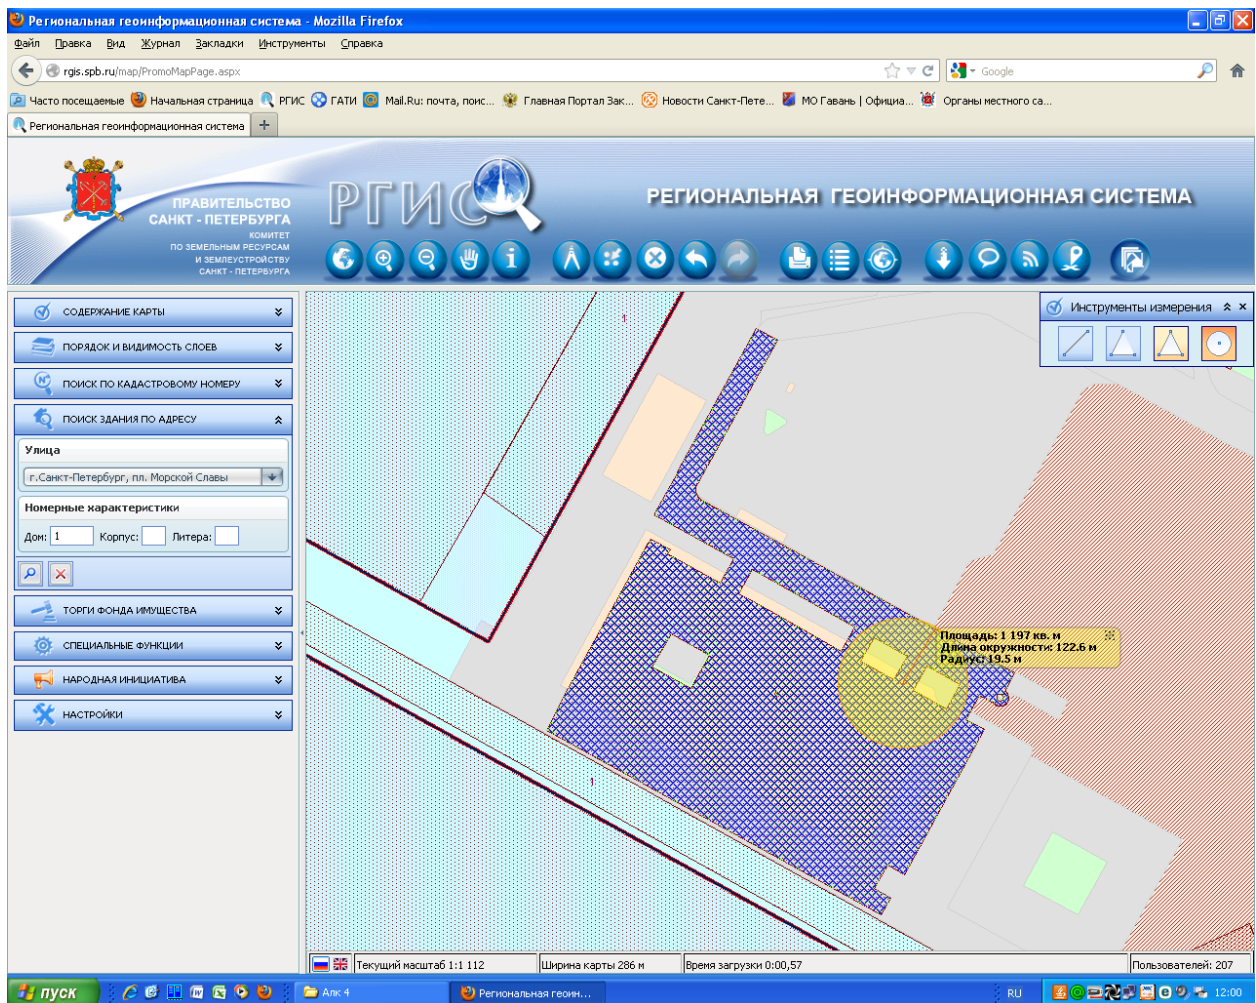 Региональная геоинформационная система - Mozilla Firefox
Файл Правка Вид Журнал Закладки Инструменты Справка
rgis.spb.ru/map/PromoMapPage.aspx
Google
Часто посещаемые Начальная страница РГИС ГАТИ Mail.Ru: почта, поис... Главная Портал Зак... Новости Санкт-Пете... МО Гавань | Официа... Органы местного са...
Региональная геоинформационная система +
ПРАВИТЕЛЬСТВО
САНКТ - ПЕТЕРБУРГА
КОМИТЕТ
ПО ЗЕМЕЛЬНЫМ РЕСУРСАМ
И ЗЕМЛЕУСТРОЙСТВУ
САНКТ - ПЕТЕРБУРГА
РГИС
РЕГИОНАЛЬНАЯ ГЕОИНФОРМАЦИОННАЯ СИСТЕМА
СОДЕРЖАНИЕ КАРТЫ
ПОРЯДОК И ВИДИМОСТЬ СЛОЕВ
ПОИСК ПО КАДАСТРОВОМУ НОМЕРУ
ПОИСК ЗДАНИЯ ПО АДРЕСУ
Улица
г.Санкт-Петербург, пл. Морской Славы
Номерные характеристики
Дом: 1 Корпус: Литера:
ТОРГИ ФОНДА ИМУЩЕСТВА
СПЕЦИАЛЬНЫЕ ФУНКЦИИ
НАРОДНАЯ ИНИЦИАТИВА
НАСТРОЙКИ
Инструменты измерения
1
Площадь: 1 197 кв. м
Длина окружности: 122.6 м
Радиус: 19.5 м
1
Текущий масштаб 1:1 112 Ширина карты 286 м Время загрузки 0:00,57 Пользователей: 207
пуск Апк 4 Региональная геоин... RU 12:00